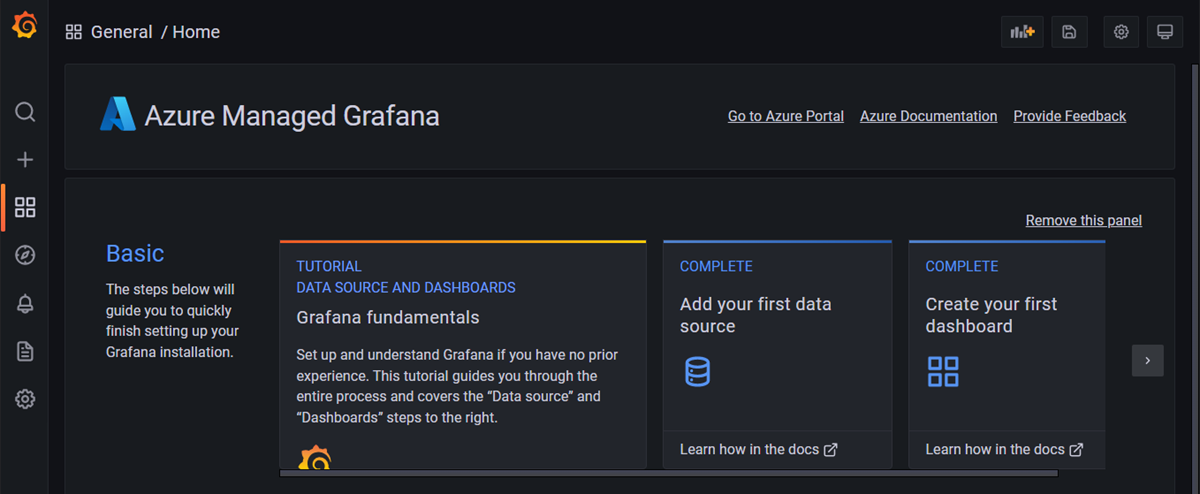 General / Home
Azure Managed Grafana
Go to Azure Portal Azure Documentation Provide Feedback
Remove this panel
Basic
The steps below will
guide you to quickly
finish setting up your
Grafana installation.
TUTORIAL
DATA SOURCE AND DASHBOARDS
Grafana fundamentals
Set up and understand Grafana if you have no prior
experience. This tutorial guides you through the
entire process and covers the “Data source” and
“Dashboards” steps to the right.
COMPLETE
Add your first data
source
Learn how in the docs
COMPLETE
Create your first
dashboard
Learn how in the docs